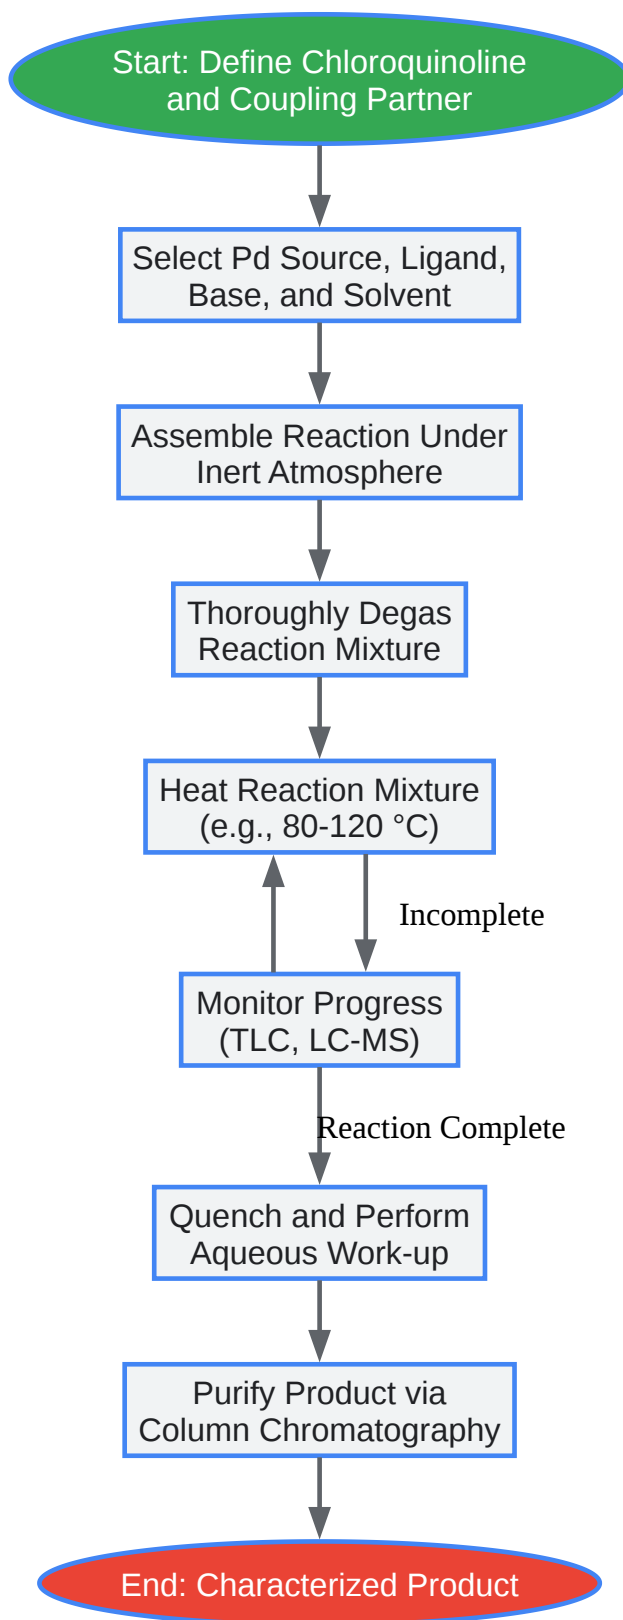 Start: Define Chloroquinoline
and Coupling Partner
Select Pd Source, Ligand,
Base, and Solvent
Assemble Reaction Under
Inert Atmosphere
Thoroughly Degas
Reaction Mixture
Heat Reaction Mixture
(e.g., 80-120 °C)
Incomplete
Monitor Progress
(TLC, LC-MS)
Reaction Complete
Quench and Perform
Aqueous Work-up
Purify Product via
Column Chromatography
End: Characterized Product